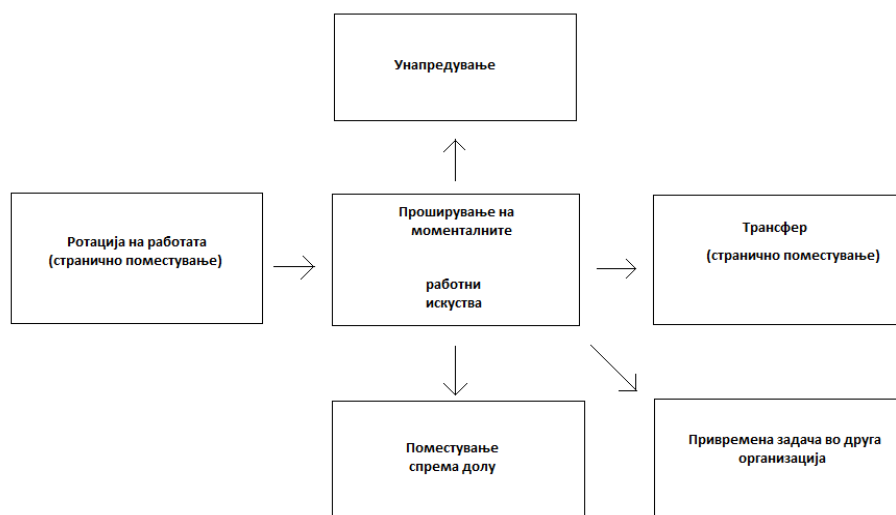 Унапредување
Ротација на работата
(странично поместување)
Проширување на
моменталните
работни
искуства
Трансфер
(странично поместување)
Поместување
спрема долу
Привремена задача во друга
организација